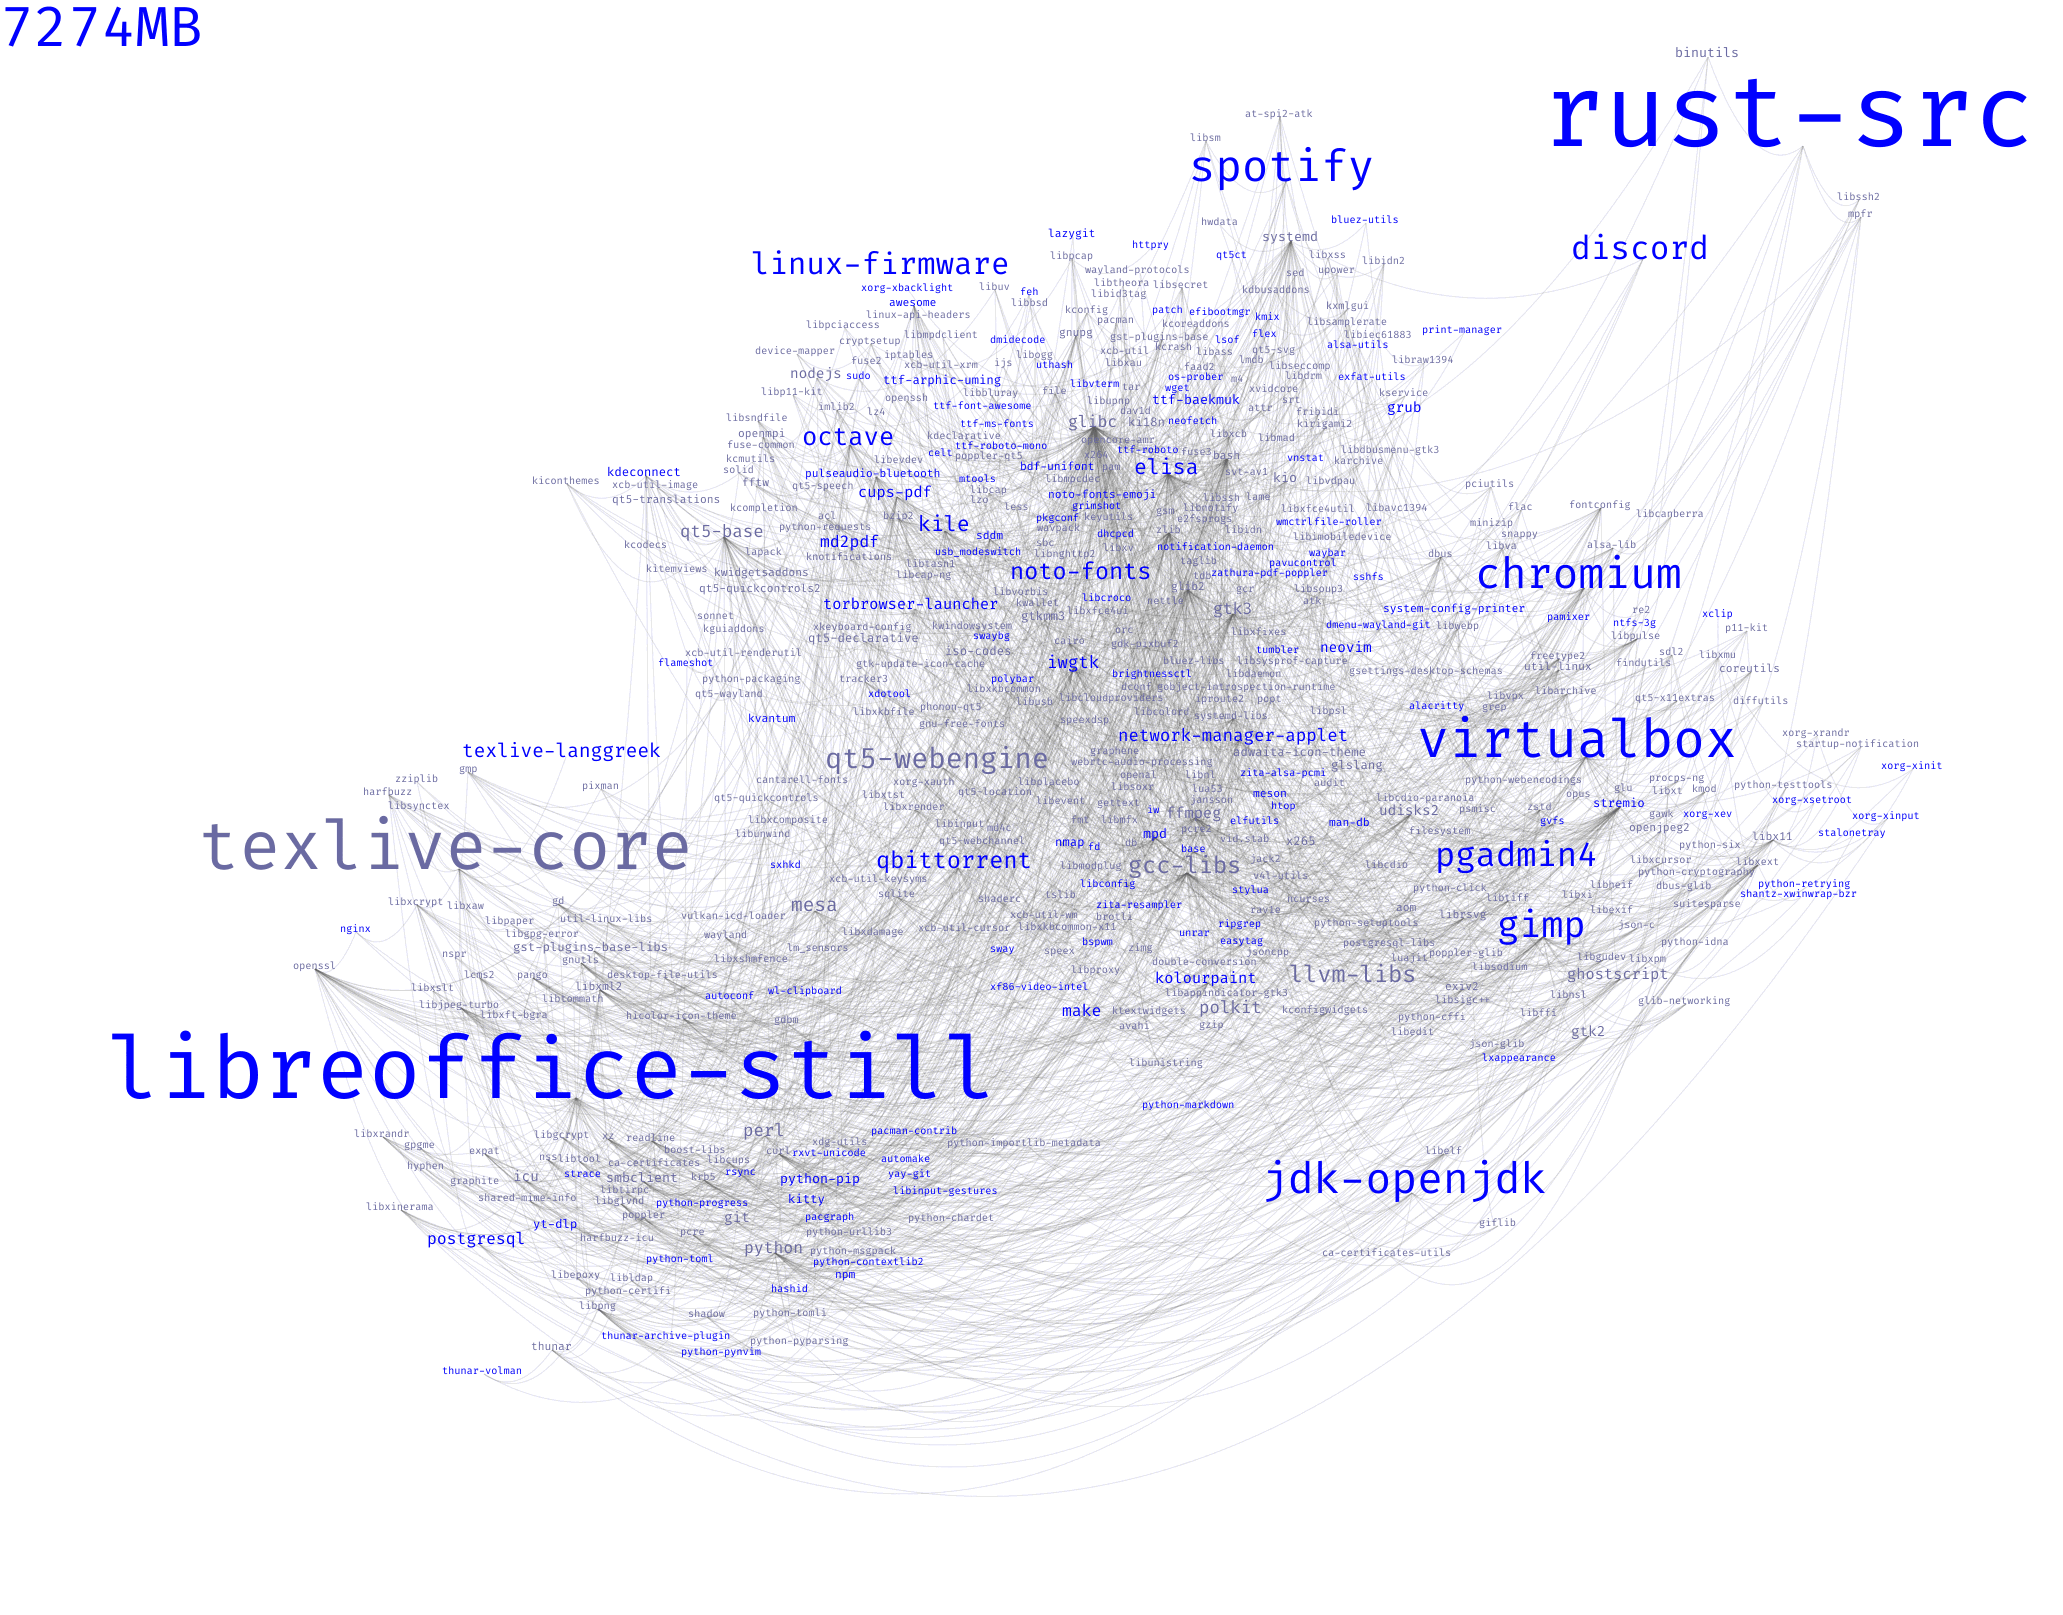 7274MB
binutils
rust-src
at-spi2-atk
libsm
spotify
libssh2
mpfr
hwdata
bluez-utils
lazygit
systemd
httpry
discord
linux-firmware
libpcap
qt5ct
libxss
libidn2
wayland-protocols
upower
sed
libtheora
libsecret
xorg-xbacklight
libuv
feh
libid3tag
kdbusaddons
awesome
libbsd
kxmlgui
linux-api-headers
kconfig
patch
efibootmgr
kmix
libpciaccess
pacman
kcoreaddons
libsamplerate
print-manager
cryptsetup
libmpdclient
dmidecode
gnupg
gst-plugins-base
lsof
flex
libiec61883
alsa-utils
device-mapper
fuse2
iptables
libogg
xcb-util
kcrash
libass
qt5-svg
lmdb
libraw1394
nodejs
sudo
xcb-util-xrm
ijs
uthash
libxau
faad2
libseccomp
ttf-arphic-uming
libvterm
tar
os-prober
m4
libdrm
exfat-utils
libp11-kit
libbluray
file
wget
xvidcore
kservice
imlib2
openssh
libupnp
ttf-baekmuk
srt
grub
lz4
ttf-font-awesome
dav1d
attr
fribidi
libsndfile
ttf-ms-fonts
glibc
ki18n
neofetch
kirigami2
openmpi
octave
kdeclarative
opencore-amr
libxcb
libmad
fuse-common
ttf-roboto-mono
ttf-roboto
fuse3
libdbusmenu-gtk3
kcmutils
libevdev
celt
poppler-qt5
x264
bash
vnstat
karchive
solid
kdeconnect
pulseaudio-bluetooth
bdf-unifont
pam
elisa
svt-av1
kiconthemes
xcb-util-image
fftw
qt5-speech
mtools
libmpcdec
kio
libvdpau
pciutils
qt5-translations
cups-pdf
libcap
noto-fonts-emoji
libssh
lame
lzo
grimshot
libnotify
libxfce4util
libavc1394
flac
fontconfig
kcompletion
less
gsm
libcanberra
acl
bzip2
pkgconf
keyutils
e2fsprogs
wmctrl
file-roller
minizip
qt5-base
python-requests
kile
wavpack
zlib
libidn
snappy
md2pdf
sddm
dhcpcd
libimobiledevice
kcodecs
lapack
knotifications
usb_modeswitch
sbc
libxv
notification-daemon
waybar
dbus
libva
alsa-lib
libnghttp2
taglib
pavucontrol
kitemviews
kwidgetsaddons
libtasn1
noto-fonts
tdb
zathura-pdf-poppler
sshfs
chromium
libcap-ng
glib2
gcr
libsoup3
qt5-quickcontrols2
libvorbis
libcroco
nettle
atk
torbrowser-launcher
kwallet
libxfce4ui
gtk3
system-config-printer
re2
sonnet
gtkmm3
pamixer
ntfs-3g
xclip
kguiaddons
xkeyboard-config
kwindowsystem
orc
dmenu-wayland-git
libwebp
p11-kit
qt5-declarative
swaybg
cairo
gdk-pixbuf2
libxfixes
libpulse
xcb-util-renderutil
iso-codes
tumbler
neovim
freetype2
sdl2
libxmu
flameshot
gtk-update-icon-cache
iwgtk
bluez-libs
libsysprof-capture
util-linux
findutils
coreutils
python-packaging
tracker3
polybar
brightnessctl
libdaemon
gsettings-desktop-schemas
qt5-wayland
xdotool
libxkbcommon
dconf
gobject-introspection-runtime
libarchive
phonon-qt5
libusb
libcloudproviders
iproute2
popt
libvpx
qt5-x11extras
diffutils
libxkbfile
libcolord
systemd-libs
libpsl
alacritty
grep
kvantum
gnu-free-fonts
speexdsp
network-manager-applet
virtualbox
xorg-xrandr
texlive-langgreek
qt5-webengine
graphene
adwaita-icon-theme
startup-notification
gmp
webrtc-audio-processing
glslang
xorg-xinit
zziplib
pixman
cantarell-fonts
xorg-xauth
libplacebo
openal
libnl
zita-alsa-pcmi
audit
python-webencodings
procps-ng
python-testtools
harfbuzz
qt5-quickcontrols
libxtst
qt5-location
libsoxr
lua53
meson
glu
libxt
kmod
libsynctex
libxrender
libevent
gettext
jansson
htop
libcdio-paranoia
opus
stremio
xorg-xsetroot
libxcomposite
iw
ffmpeg
elfutils
man-db
udisks2
psmisc
zstd
gvfs
gawk
xorg-xev
xorg-xinput
texlive-core
libinput
md4c
fmt
libmfx
pcre2
filesystem
openjpeg2
stalonetray
libunwind
qt5-webchannel
nmap
mpd
ldb
vid.stab
x265
libx11
sxhkd
qbittorrent
fd
base
jack2
pgadmin4
python-six
libmodplug
gcc-libs
libcdio
libxcursor
libxext
xcb-util-keysyms
libconfig
v4l-utils
python-cryptography
sqlite
tslib
stylua
python-click
libheif
dbus-glib
python-retrying
libxcrypt
libxaw
gd
mesa
shaderc
zita-resampler
ncurses
aom
libtiff
libxi
shantz-xwinwrap-bzr
libpaper
util-linux-libs
vulkan-icd-loader
xcb-util-wm
brotli
rav1e
librsvg
libexif
suitesparse
nginx
libgpg-error
wayland
libxdamage
xcb-util-cursor
libxkbcommon-x11
ripgrep
python-setuptools
gimp
json-c
nspr
gst-plugins-base-libs
lm_sensors
sway
bspwm
unrar
easytag
postgresql-libs
python-idna
openssl
gnutls
libxshmfence
speex
zimg
jsoncpp
luajit
poppler-glib
libgudev
libxpm
lcms2
pango
desktop-file-utils
libproxy
double-conversion
llvm-libs
libsodium
ghostscript
libxslt
libxml2
wl-clipboard
xf86-video-intel
kolourpaint
exiv2
libtommath
autoconf
libappindicator-gtk3
libsigc++
libnsl
glib-networking
libjpeg-turbo
libxft-bgra
hicolor-icon-theme
gdbm
make
ktextwidgets
polkit
kconfigwidgets
python-cffi
libffi
avahi
gzip
libedit
gtk2
libreoffice-still
json-glib
libunistring
lxappearance
python-markdown
libxrandr
libgcrypt
xz
readline
perl
pacman-contrib
gpgme
expat
boost-libs
xdg-utils
python-importlib-metadata
libelf
hyphen
nss
libtool
ca-certificates
libcups
curl
rxvt-unicode
automake
graphite
icu
strace
smbclient
krb5
rsync
python-pip
yay-git
jdk-openjdk
shared-mime-info
libtirpc
libinput-gestures
libxinerama
libglvnd
python-progress
kitty
yt-dlp
poppler
git
pacgraph
python-chardet
giflib
postgresql
harfbuzz-icu
pcre
python-urllib3
python
python-msgpack
ca-certificates-utils
python-toml
python-contextlib2
libepoxy
libldap
npm
python-certifi
hashid
libpng
shadow
python-tomli
thunar
thunar-archive-plugin
python-pyparsing
python-pynvim
thunar-volman